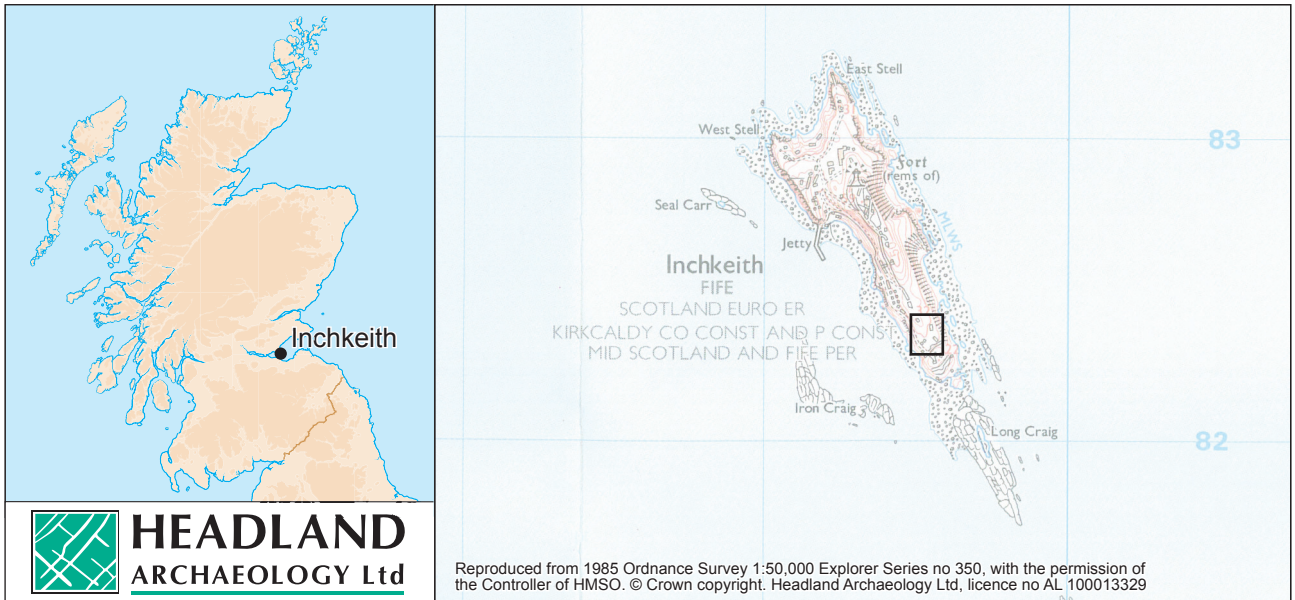 Inchkeith
HEADLAND
ARCHAEOLOGY Ltd
East Stell
West Stell
83
Fort
(rems of)
Seal Carr
MLWS
Jetty
Inchkeith
FIFE
SCOTLAND EURO ER
KIRKCALDY CO CONST AND P CONST
MID SCOTLAND AND FIFE PER
Iron Craig
Long Craig
82
Reproduced from 1985 Ordnance Survey 1:50,000 Explorer Series no 350, with the permission of
the Controller of HMSO. © Crown copyright. Headland Archaeology Ltd, licence no AL 100013329